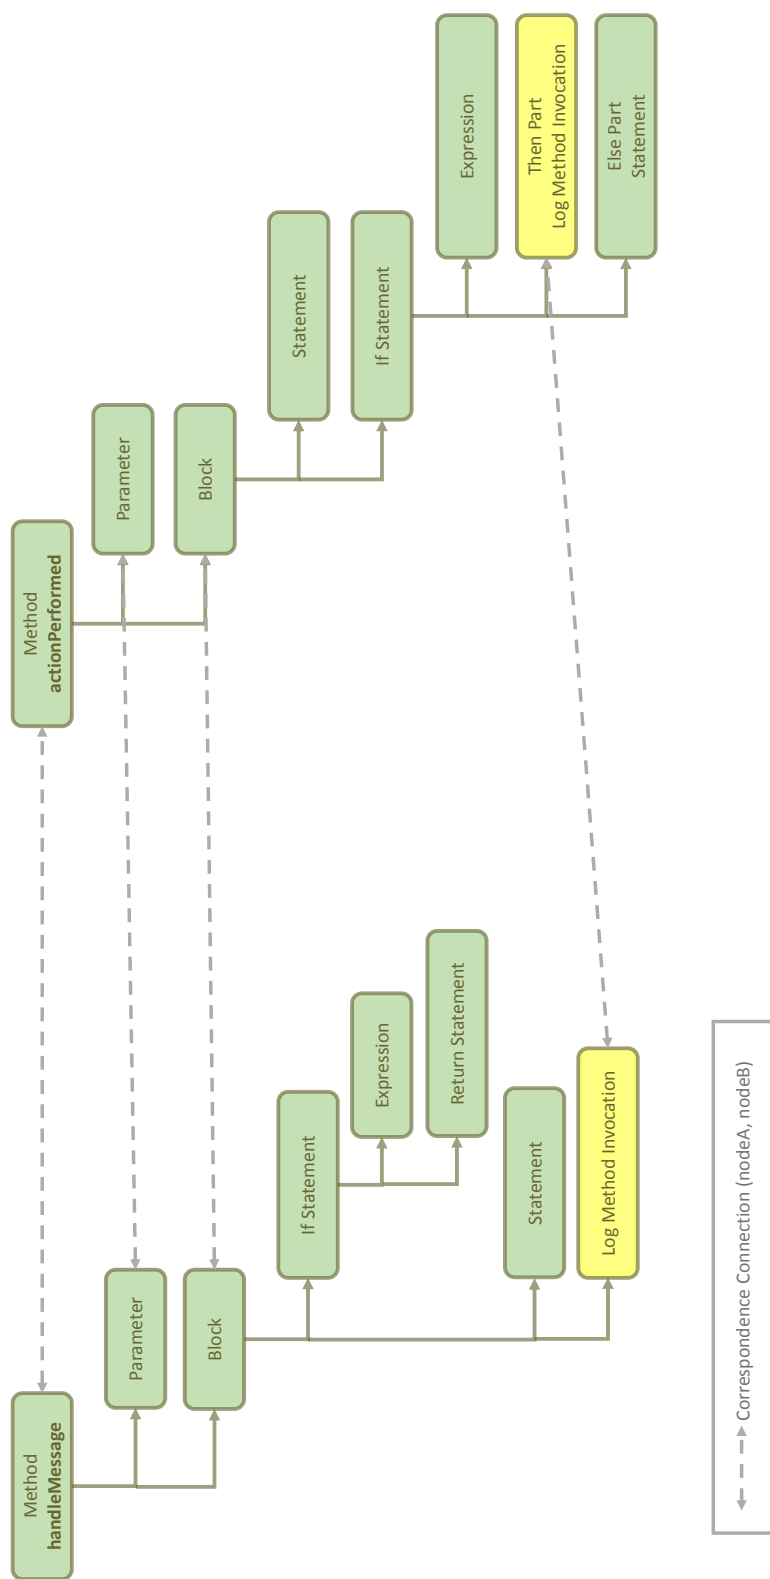 Method
handleMessage
Parameter
Block
If Statement
Expression
Return Statement
Statement
Log Method Invocation
Method
actionPerformed
Parameter
Block
Statement
If Statement
Expression
Then Part
Log Method Invocation
Else Part
Statement
Correspondence Connection (nodeA, nodeB)